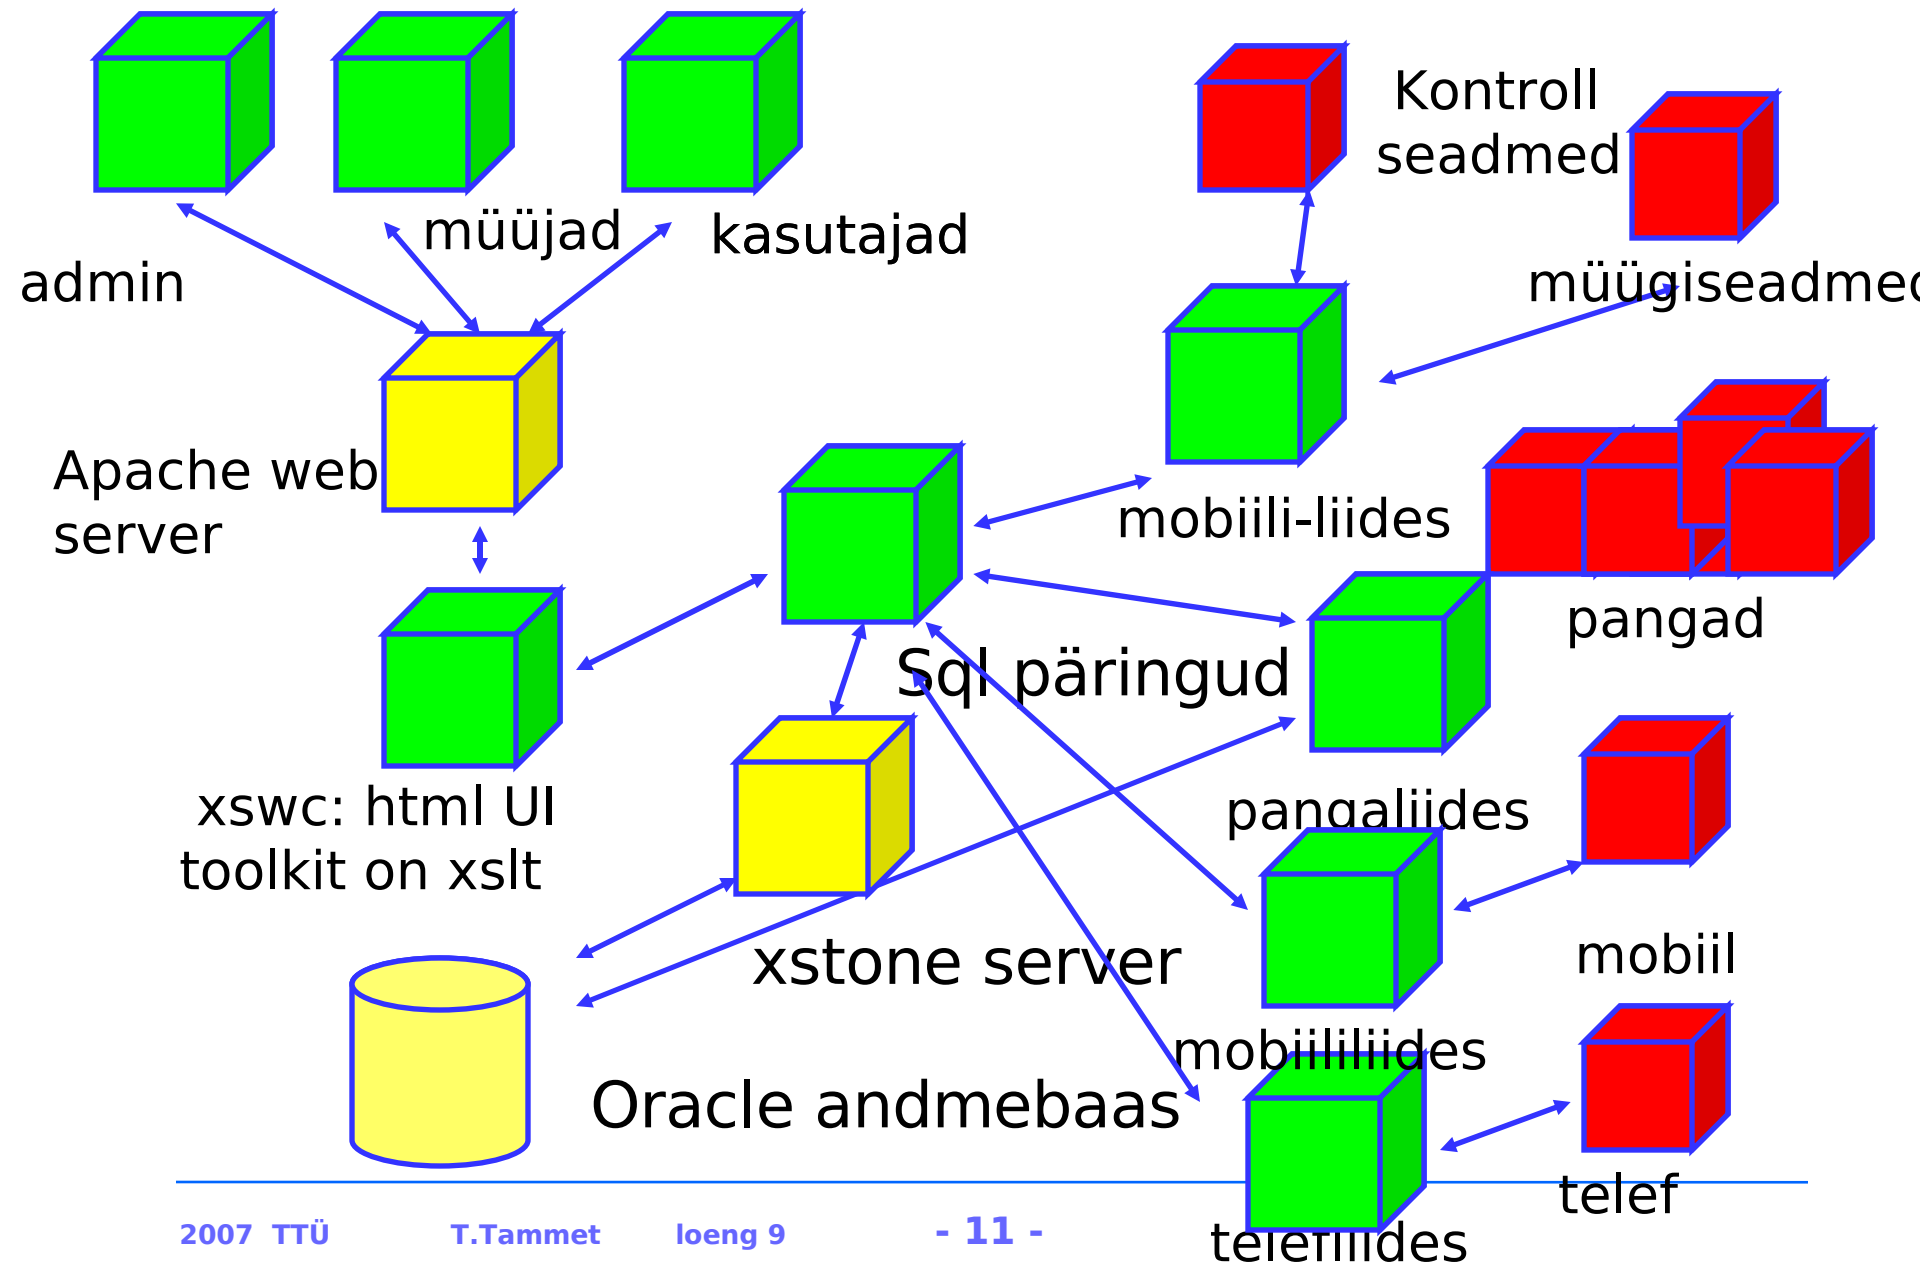 Kontroll
seadmed
müüjad
kasutajad
admin
müügiseadmed
Apache web
server
mobiili-liides
pangad
Sql päringud
xswc: html UI
toolkit on xslt
pangaliides
xstone server
mobiil
mobiililiides
Oracle andmebaas
telef
2007 TTÜ T.Tammet loeng 9 - 11 -
telefiliides